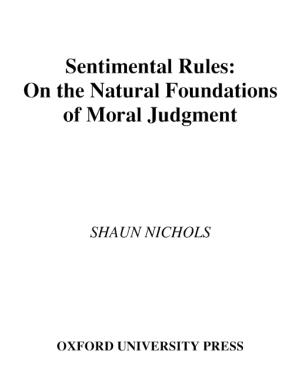 Sentimental Rules:
On the Natural Foundations
of Moral Judgment
SHAUN NICHOLS
OXFORD UNIVERSITY PRESS